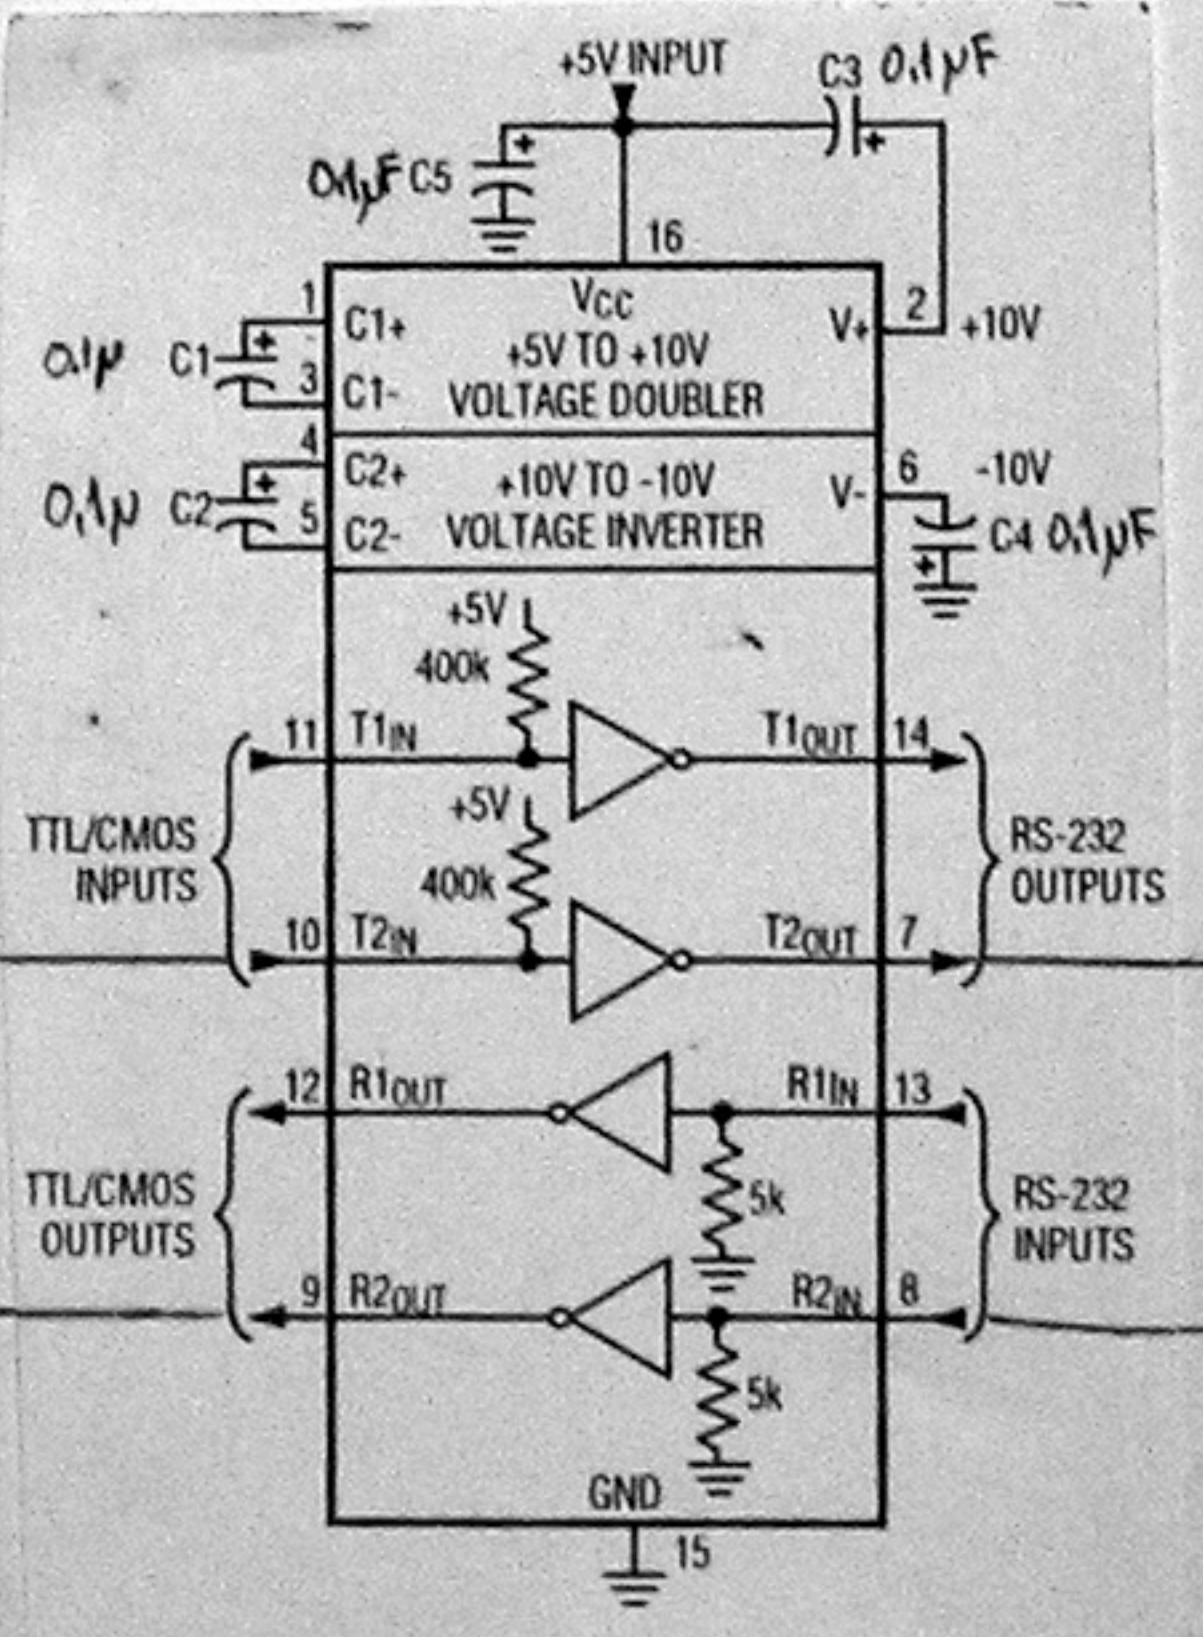 +5V INPUT
C3 0.1µF
+
+
0.1µF C5
16
1
VCC
2
C1+
V+
+10V
+5V TO +10V
+
0.1µ C1
3
C1-
VOLTAGE DOUBLER
4
C2+
+10V TO -10V
6
-10V
V-
+
0.1µ C2
5
C2-
VOLTAGE INVERTER
C4 0.1µF
+
+5V
400k
11
T1IN
T1OUT
14
+5V
TTL/CMOS
INPUTS
RS-232
OUTPUTS
400k
10
T2IN
T2OUT
7
12
R1OUT
R1IN
13
TTL/CMOS
OUTPUTS
5k
RS-232
INPUTS
9
R2OUT
R2IN
8
5k
GND
15